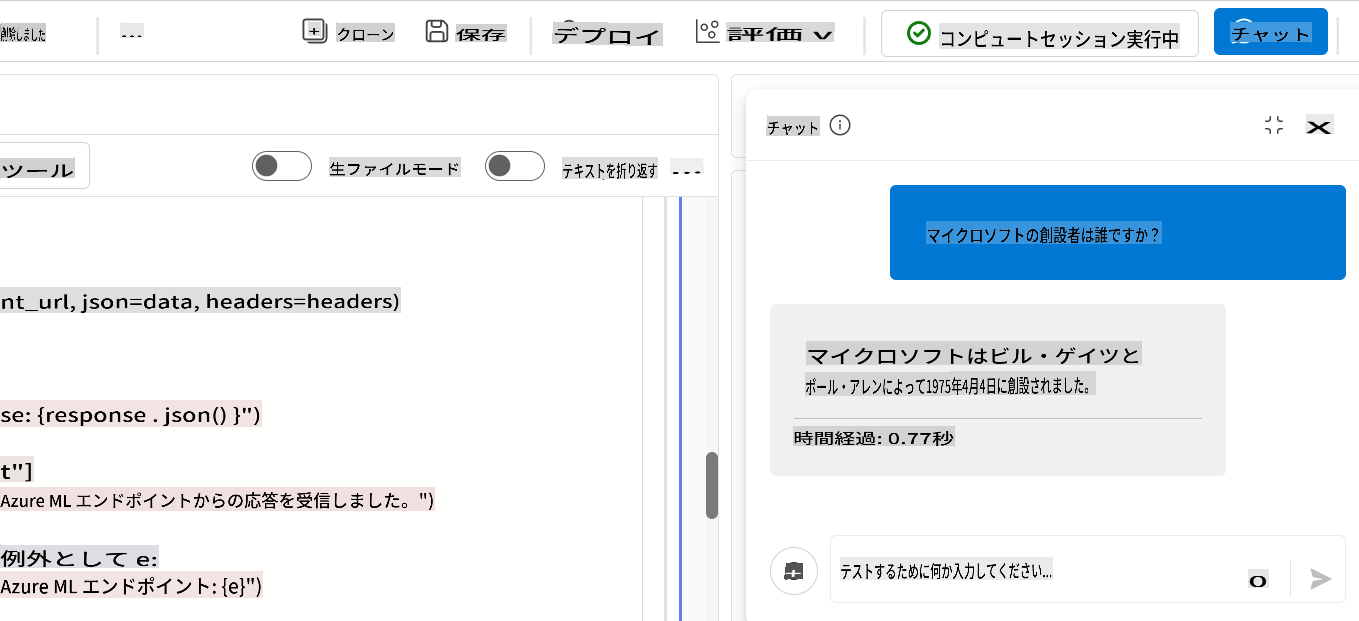 削除しました
...
クローン
保存
デプロイ
評価
コンピュートセッション実行中
チャット
ツール
生ファイルモード
テキストを折り返す
...
nt_url, json=data, headers=headers)
se: {response . json() }")
t"]
Azure ML エンドポイントからの応答を受信しました。")
例外として e:
Azure ML エンドポイント: {e}")
チャット
マイクロソフトの創設者は誰ですか？
マイクロソフトはビル・ゲイツと
ポール・アレンによって1975年4月4日に創設されました。
時間経過: 0.77秒
テストするために何か入力してください...
0